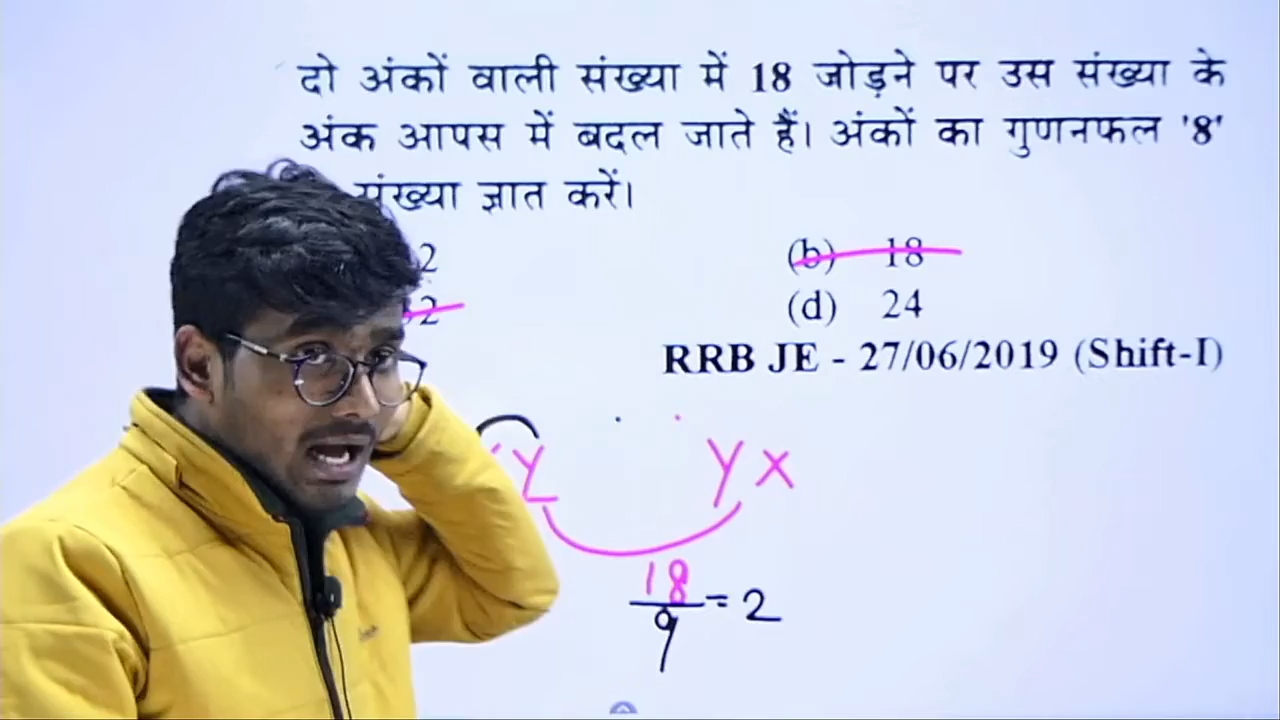 दो अंकों वाली संख्या में 18 जोड़ने पर उस संख्या के
अंक आपस में बदल जाते हैं। अंकों का गुणनफल '8'
संख्या ज्ञात करें।
2 (b) 18
2 (d) 24
RRB JE - 27/06/2019 (Shift-I)
y yx
18/9 = 2